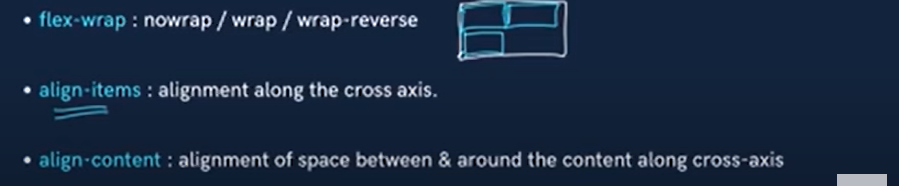 • flex-wrap : nowrap / wrap / wrap-reverse
• align-items : alignment along the cross axis.
• align-content : alignment of space between & around the content along cross-axis